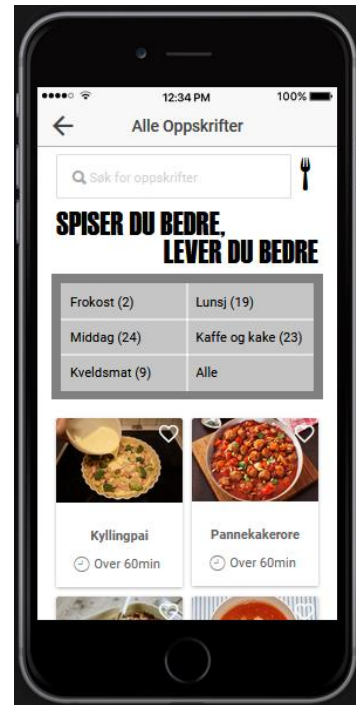 12:34 PM
100%
Alle Oppskrifter
Søk for oppskrifter
SPISER DU BEDRE,
LEVER DU BEDRE
Frokost (2)
Lunsj (19)
Middag (24)
Kaffe og kake (23)
Kveldsmat (9)
Alle
Kyllingpai
Pannekakerore
Over 60min
Over 60min